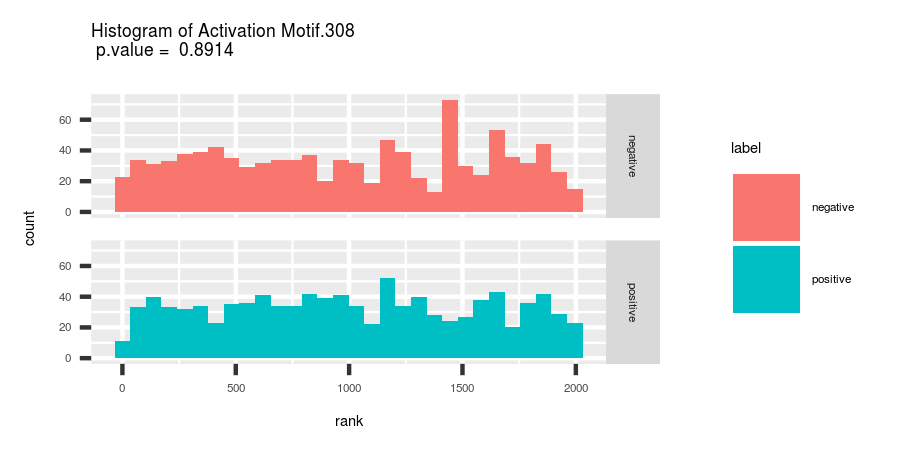 Histogram of Activation Motif.308
p.value = 0.8914
count
60
40
20
0
negative
60
40
20
0
positive
0 500 1000 1500 2000
rank
label
negative
positive